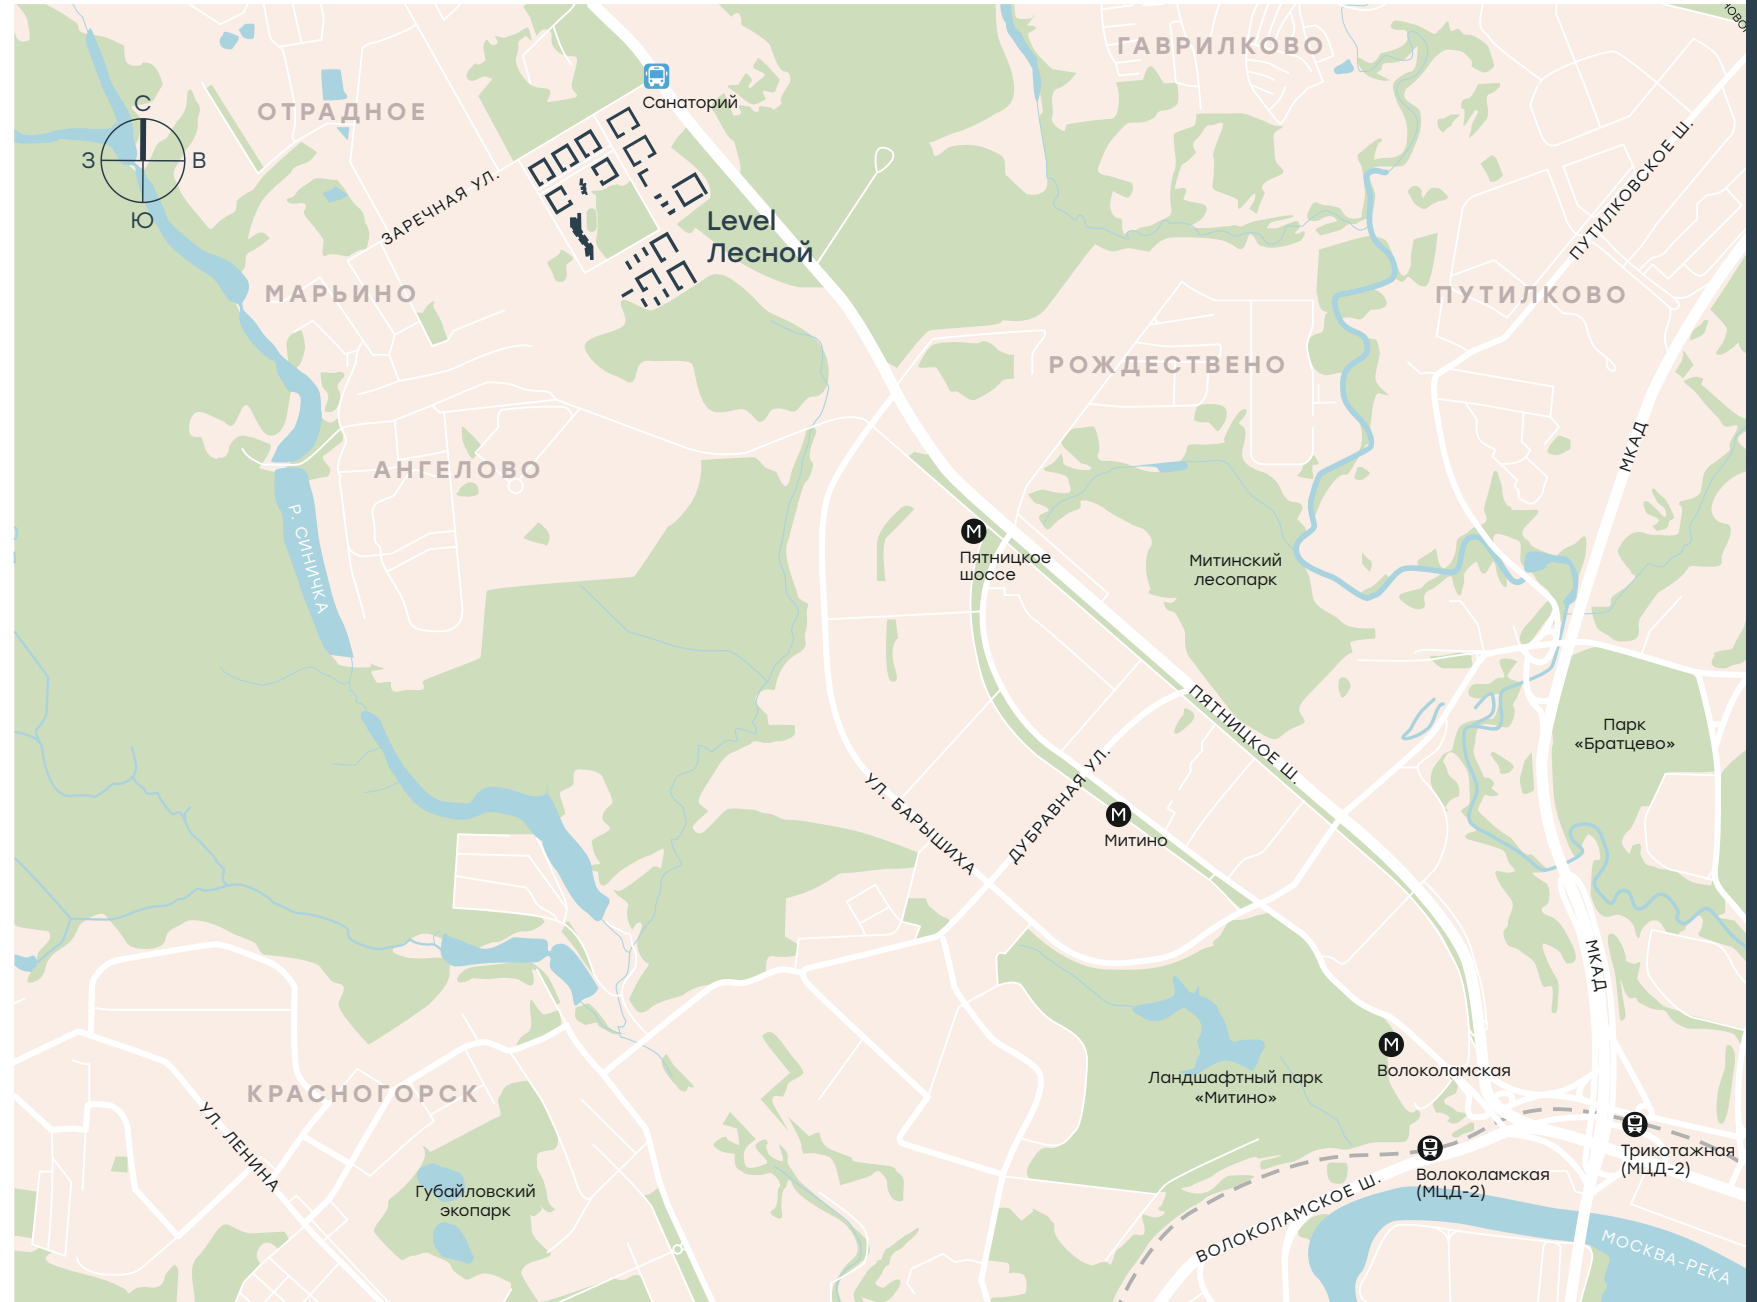 ГАВРИЛКОВО
Санаторий
ОТРАДНОЕ
С
З
В
Ю
ЗАРЕЧНАЯ УЛ.
ПУТИЛКОВСКОЕ Ш.
Level
Лесной
МАРЬИНО
ПУТИЛКОВО
РОЖДЕСТВЕНО
МКАД
АНГЕЛОВО
Р. СИНИЧКА
Пятницкое
шоссе
Митинский
лесопарк
ПЯТНИЦКОЕ Ш.
Парк
«Братцево»
УЛ. БАРЫШИХА
ДУБРАВНАЯ УЛ.
Митино
МКАД
Волоколамская
Ландшафтный парк
«Митино»
КРАСНОГОРСК
УЛ. ЛЕНИНА
Трикотажная
(МЦД-2)
Волоколамская
(МЦД-2)
Губайловский
экопарк
ВОЛОКОЛАМСКОЕ Ш.
МОСКВА-РЕКА